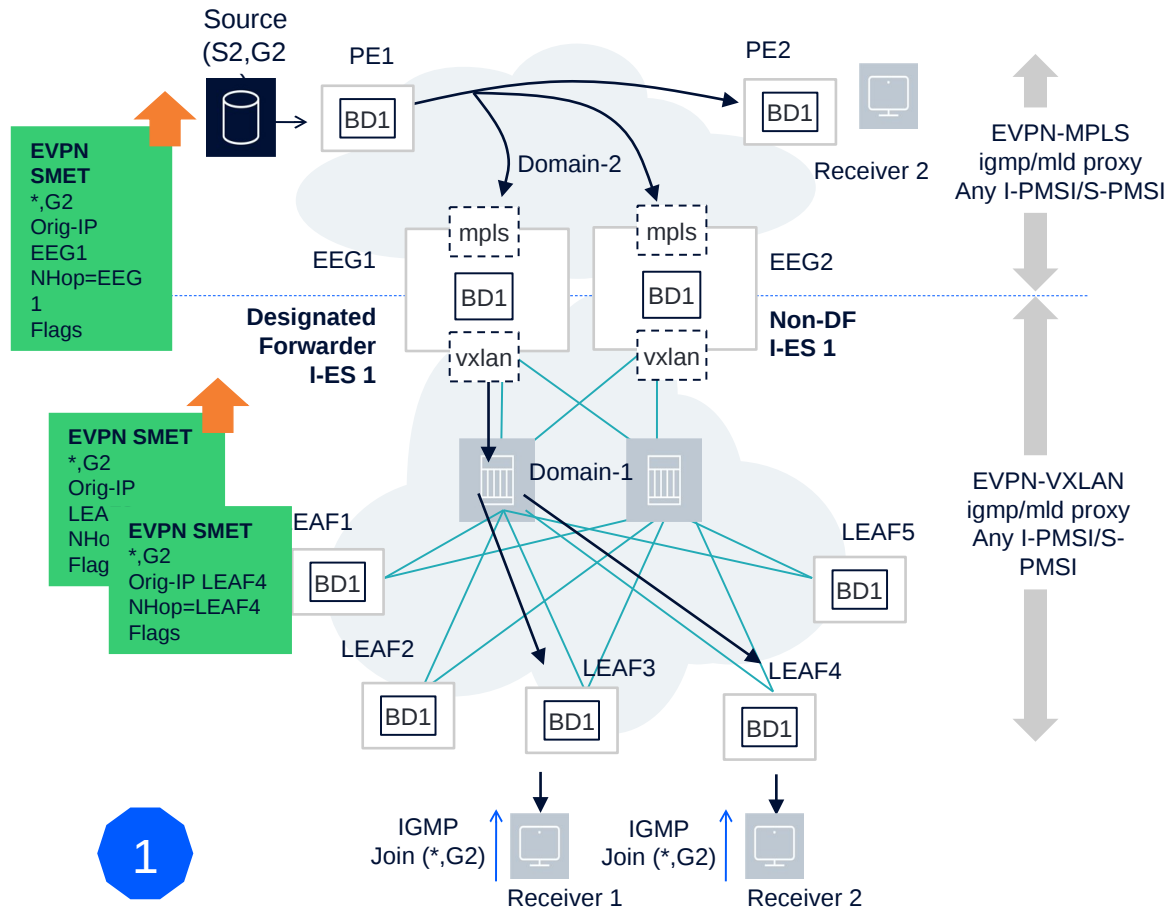 Source
(S2,G2
)
PE1
PE2
BD1
BD1
EVPN
SMET
*,G2
Orig-IP
EEG1
NHop=EEG
1
Flags
Domain-2
Receiver 2
EVPN-MPLS
igmp/mld proxy
Any I-PMSI/S-PMSI
mpls
mpls
EEG1
EEG2
BD1
BD1
Designated
Forwarder
I-ES 1
Non-DF
I-ES 1
vxlan
vxlan
EVPN SMET
*,G2
Orig-IP
LEAF
NHo
Flag
EVPN SMET
*,G2
Orig-IP LEAF4
NHop=LEAF4
Flags
Domain-1
EVPN-VXLAN
igmp/mld proxy
Any I-PMSI/S-
PMSI
EAF1
LEAF5
BD1
BD1
LEAF2
LEAF3
LEAF4
BD1
BD1
BD1
IGMP
Join (*,G2)
IGMP
Join (*,G2)
Receiver 1
Receiver 2
1